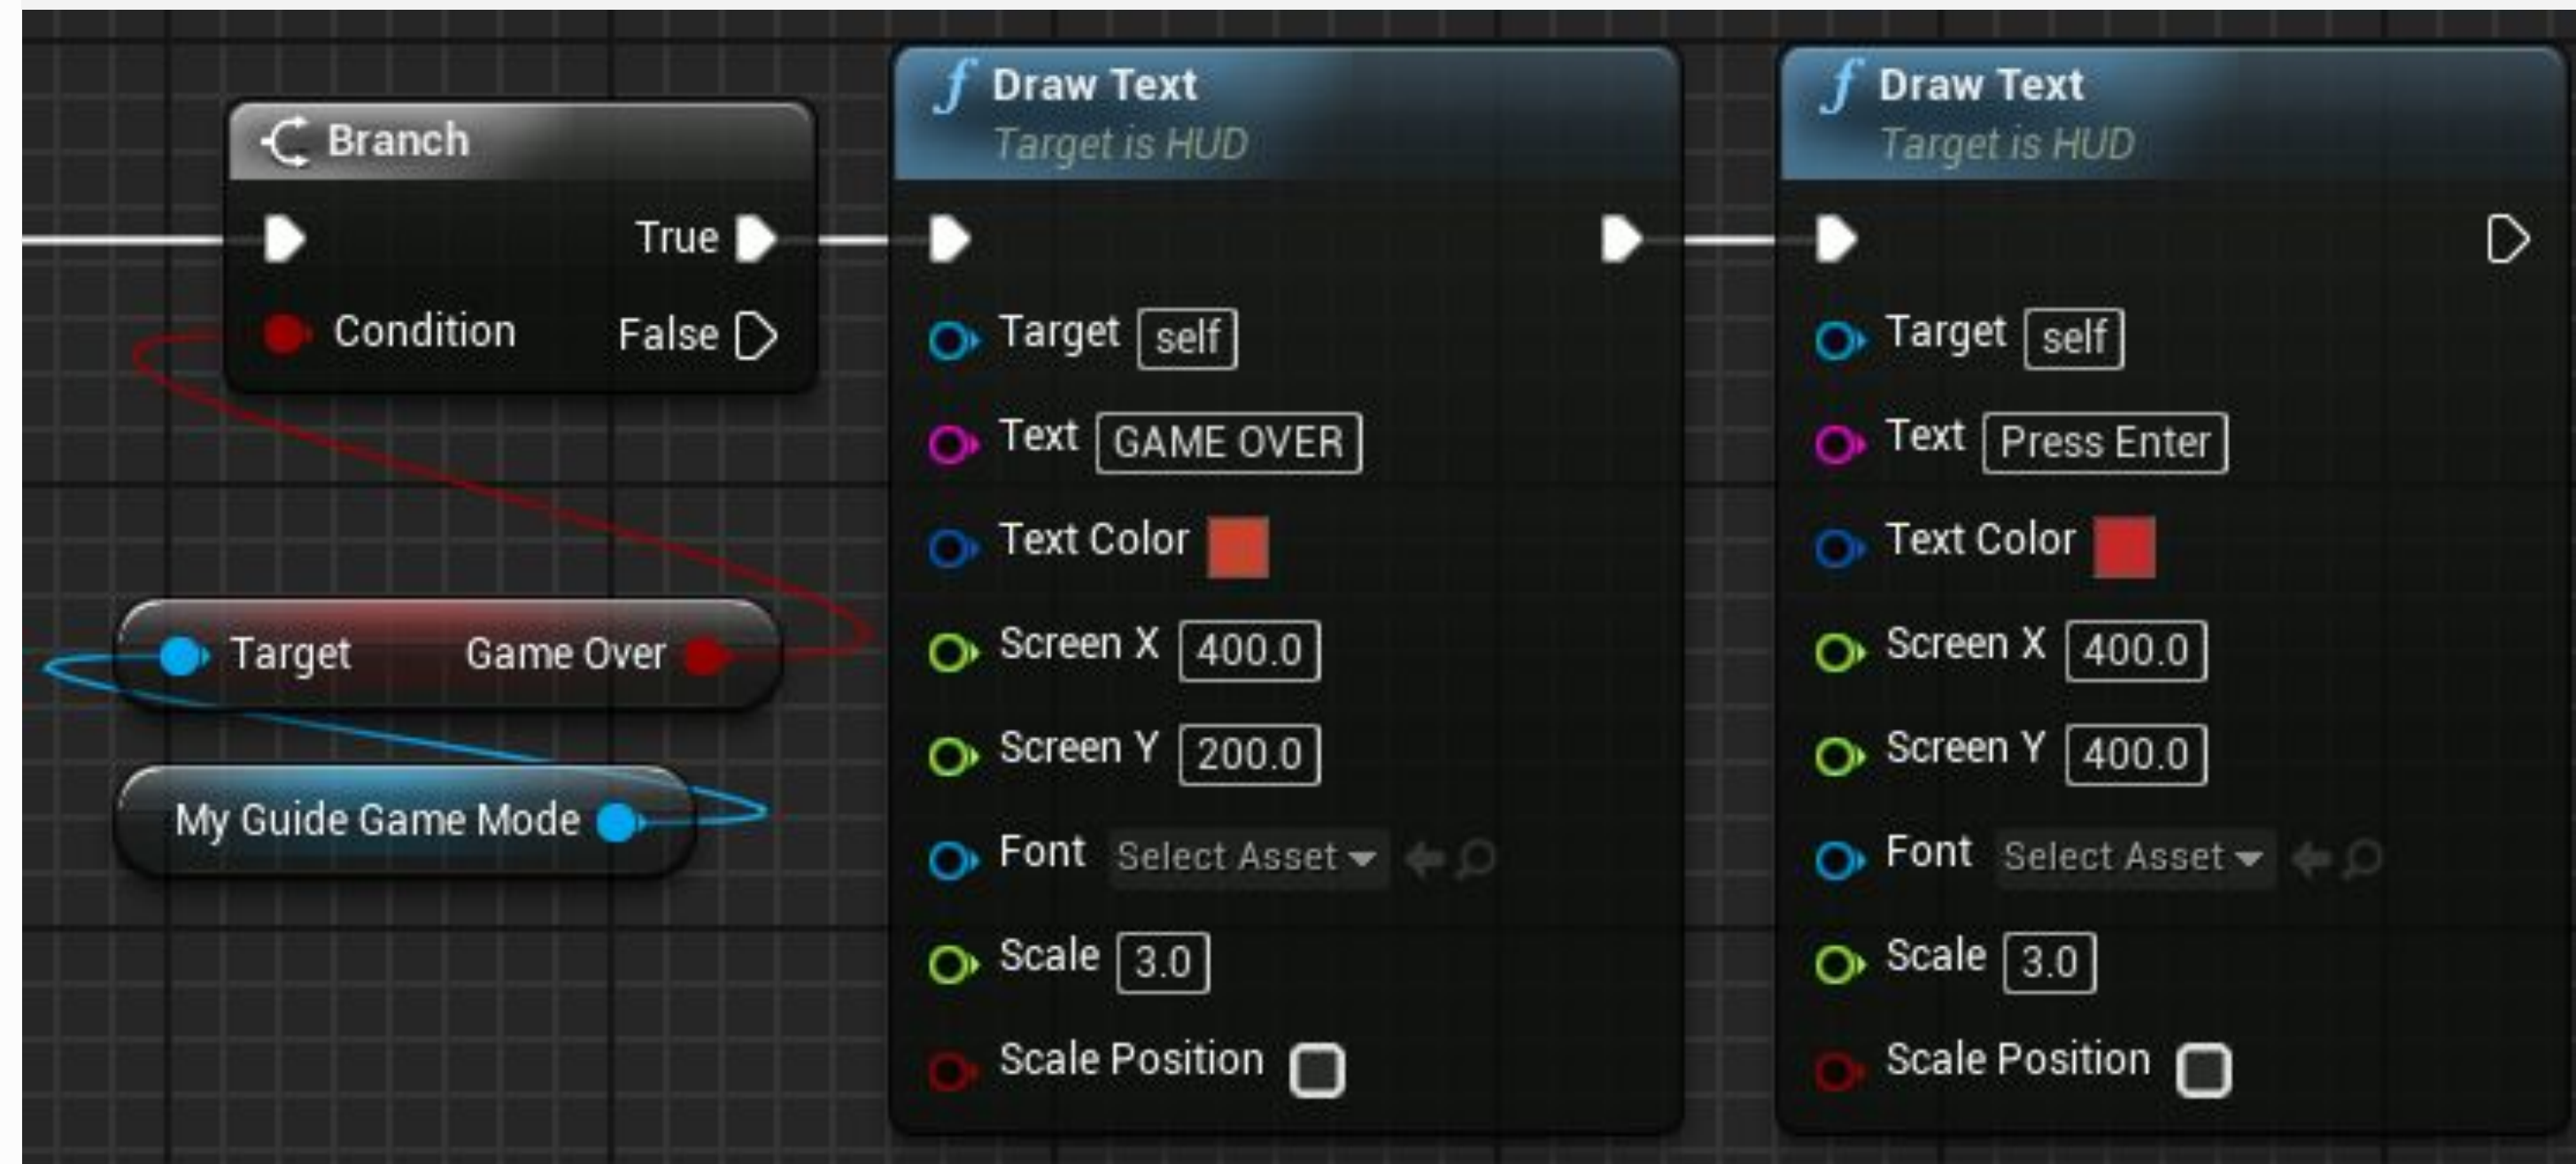 Branch
True
Condition
False
Target
Game Over
My Guide Game Mode
f Draw Text
Target is HUD
Target self
Text GAME OVER
Text Color
Screen X 400.0
Screen Y 200.0
Font Select Asset
Scale 3.0
Scale Position
f Draw Text
Target is HUD
Target self
Text Press Enter
Text Color
Screen X 400.0
Screen Y 400.0
Font Select Asset
Scale 3.0
Scale Position